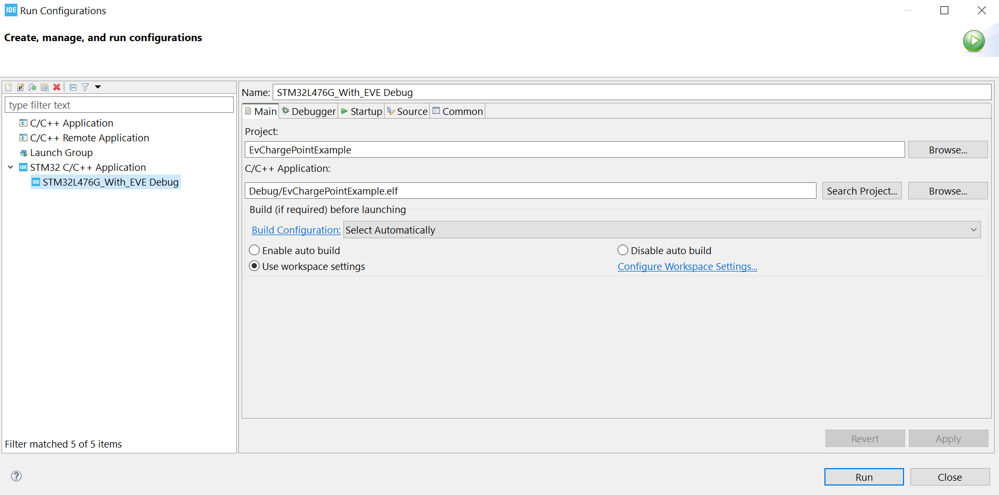 IDE Run Configurations
Create, manage, and run configurations
type filter text
C/C++ Application
C/C++ Remote Application
Launch Group
IDE STM32 C/C++ Application
IDE STM32L476G_With_EVE Debug
Filter matched 5 of 5 items
Name: STM32L476G_With_EVE Debug
Main Debugger Startup Source Common
Project:
EvChargePointExample Browse...
C/C++ Application:
Debug/EvChargePointExample.elf Search Project... Browse...
Build (if required) before launching
Build Configuration: Select Automatically
Enable auto build Disable auto build
Use workspace settings Configure Workspace Settings...
Revert Apply
? Run Close